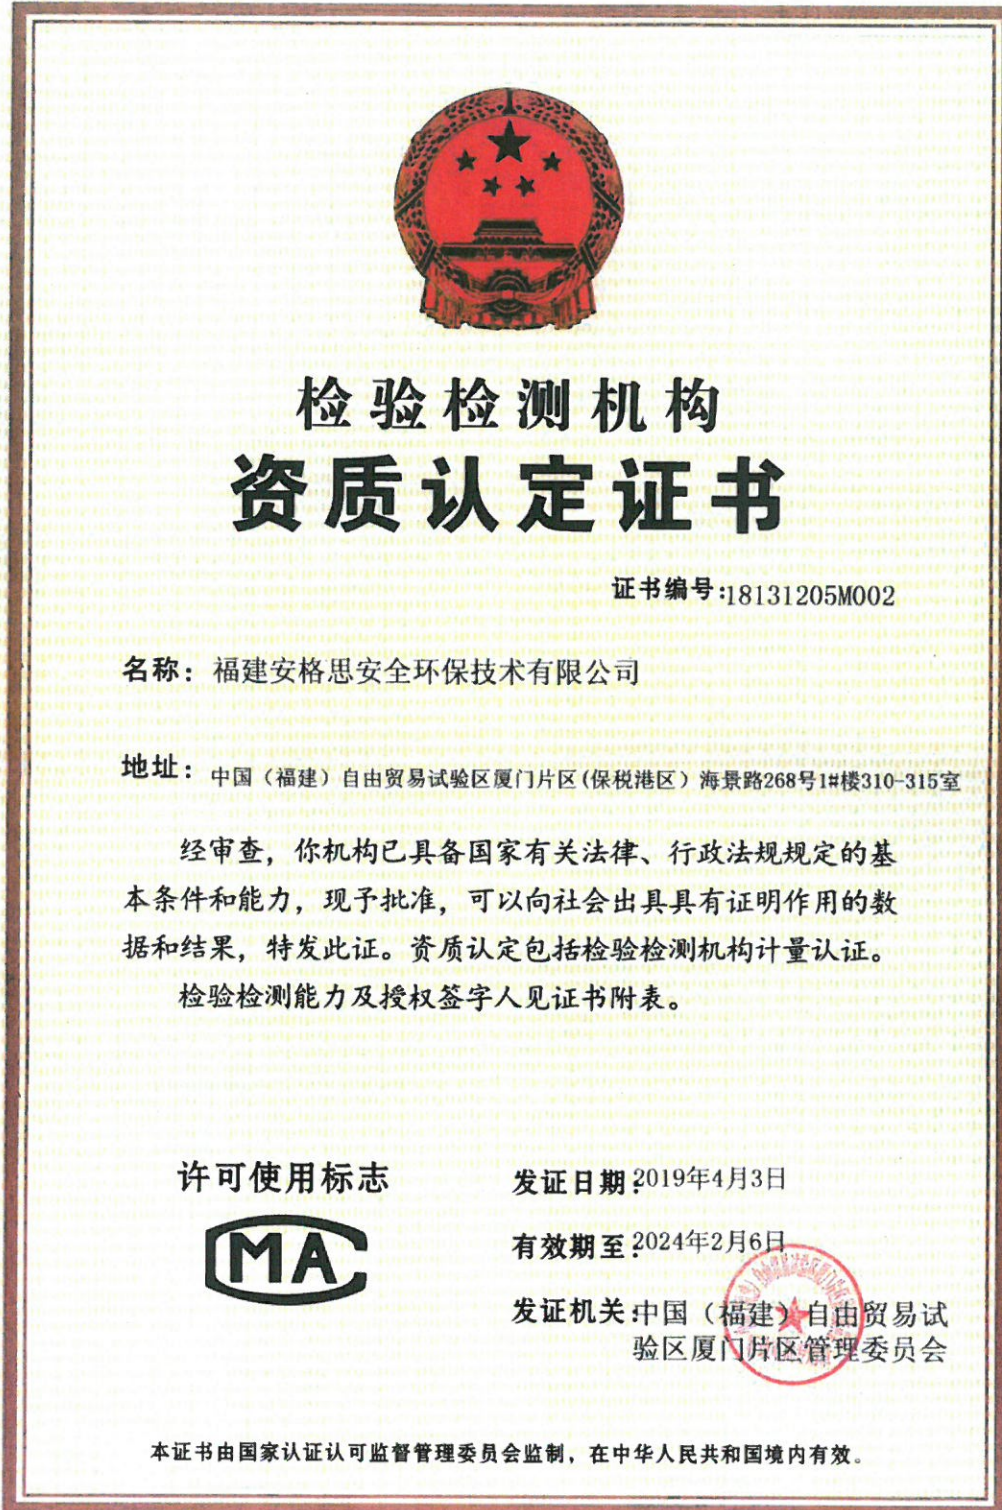 检验检测机构
资质认定证书
证书编号:18131205M002
名称：福建安格思安全环保技术有限公司
地址：中国（福建）自由贸易试验区厦门片区(保税港区）海景路268号1#楼310-315室
经审查，你机构已具备国家有关法律、行政法规规定的基
本条件和能力，现予批准，可以向社会出具具有证明作用的数
据和结果，特发此证。资质认定包括检验检测机构计量认证。
检验检测能力及授权签字人见证书附表。
许可使用标志
MA
发证日期:2019年4月3日
有效期至:2024年2月6日
发证机关:中国（福建）自由贸易试
验区厦门片区管理委员会
本证书由国家认证认可监督管理委员会监制，在中华人民共和国境内有效。